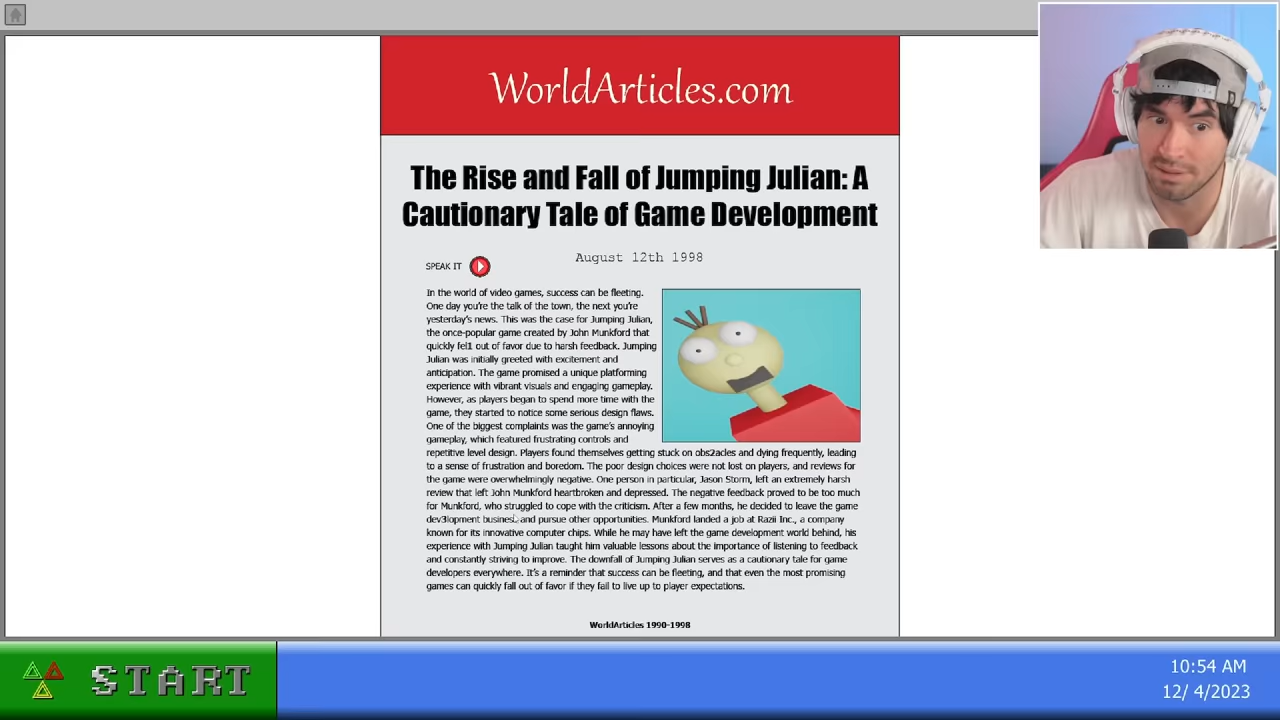 WorldArticles.com
The Rise and Fall of Jumping Julian: A
Cautionary Tale of Game Development
August 12th 1998
SPEAK IT
In the world of video games, success can be fleeting.
One day you're the talk of the town, the next you're
yesterday's news. This was the case for Jumping Julian,
the once-popular game created by John Munkford that
quickly fel1 out of favor due to harsh feedback. Jumping
Julian was initially greeted with excitement and
anticipation. The game promised a unique platforming
experience with vibrant visuals and engaging gameplay.
However, as players began to spend more time with the
game, they started to notice some serious design flaws.
One of the biggest complaints was the game's annoying
gameplay, which featured frustrating controls and
repetitive level design. Players found themselves getting stuck on obs2acles and dying frequently, leading
to a sense of frustration and boredom. The poor design choices were not lost on players, and reviews for
the game were overwhelmingly negative. One person in particular, Jason Storm, left an extremely harsh
review that left John Munkford heartbroken and depressed. The negative feedback proved to be too much
for Munkford, who struggled to cope with the criticism. After a few months, he decided to leave the game
dev3lopment business and pursue other opportunities. Munkford landed a job at Razii Inc., a company
known for its innovative computer chips. While he may have left the game development world behind, his
experience with Jumping Julian taught him valuable lessons about the importance of listening to feedback
and constantly striving to improve. The downfall of Jumping Julian serves as a cautionary tale for game
developers everywhere. It's a reminder that success can be fleeting, and that even the most promising
games can quickly fall out of favor if they fail to live up to player expectations.
WorldArticles 1990-1998
START
10:54 AM
12/ 4/2023